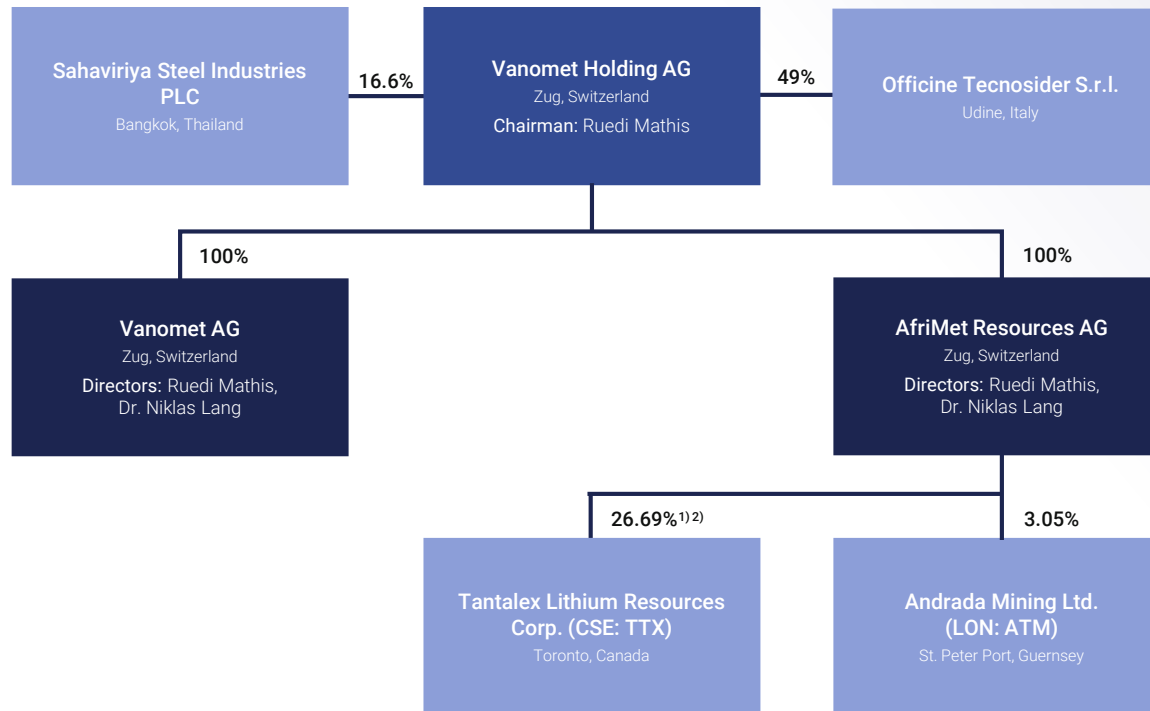 Sahaviriya Steel Industries
PLC
Bangkok, Thailand
16.6%
Vanomet Holding AG
Zug, Switzerland
Chairman: Ruedi Mathis
49%
Officine Tecnosider S.r.l.
Udine, Italy
100%
100%
Vanomet AG
Zug, Switzerland
Directors: Ruedi Mathis,
Dr. Niklas Lang
AfriMet Resources AG
Zug, Switzerland
Directors: Ruedi Mathis,
Dr. Niklas Lang
26.69%¹⁾ ²⁾
3.05%
Tantalex Lithium Resources
Corp. (CSE: TTX)
Toronto, Canada
Andrada Mining Ltd.
(LON: ATM)
St. Peter Port, Guernsey